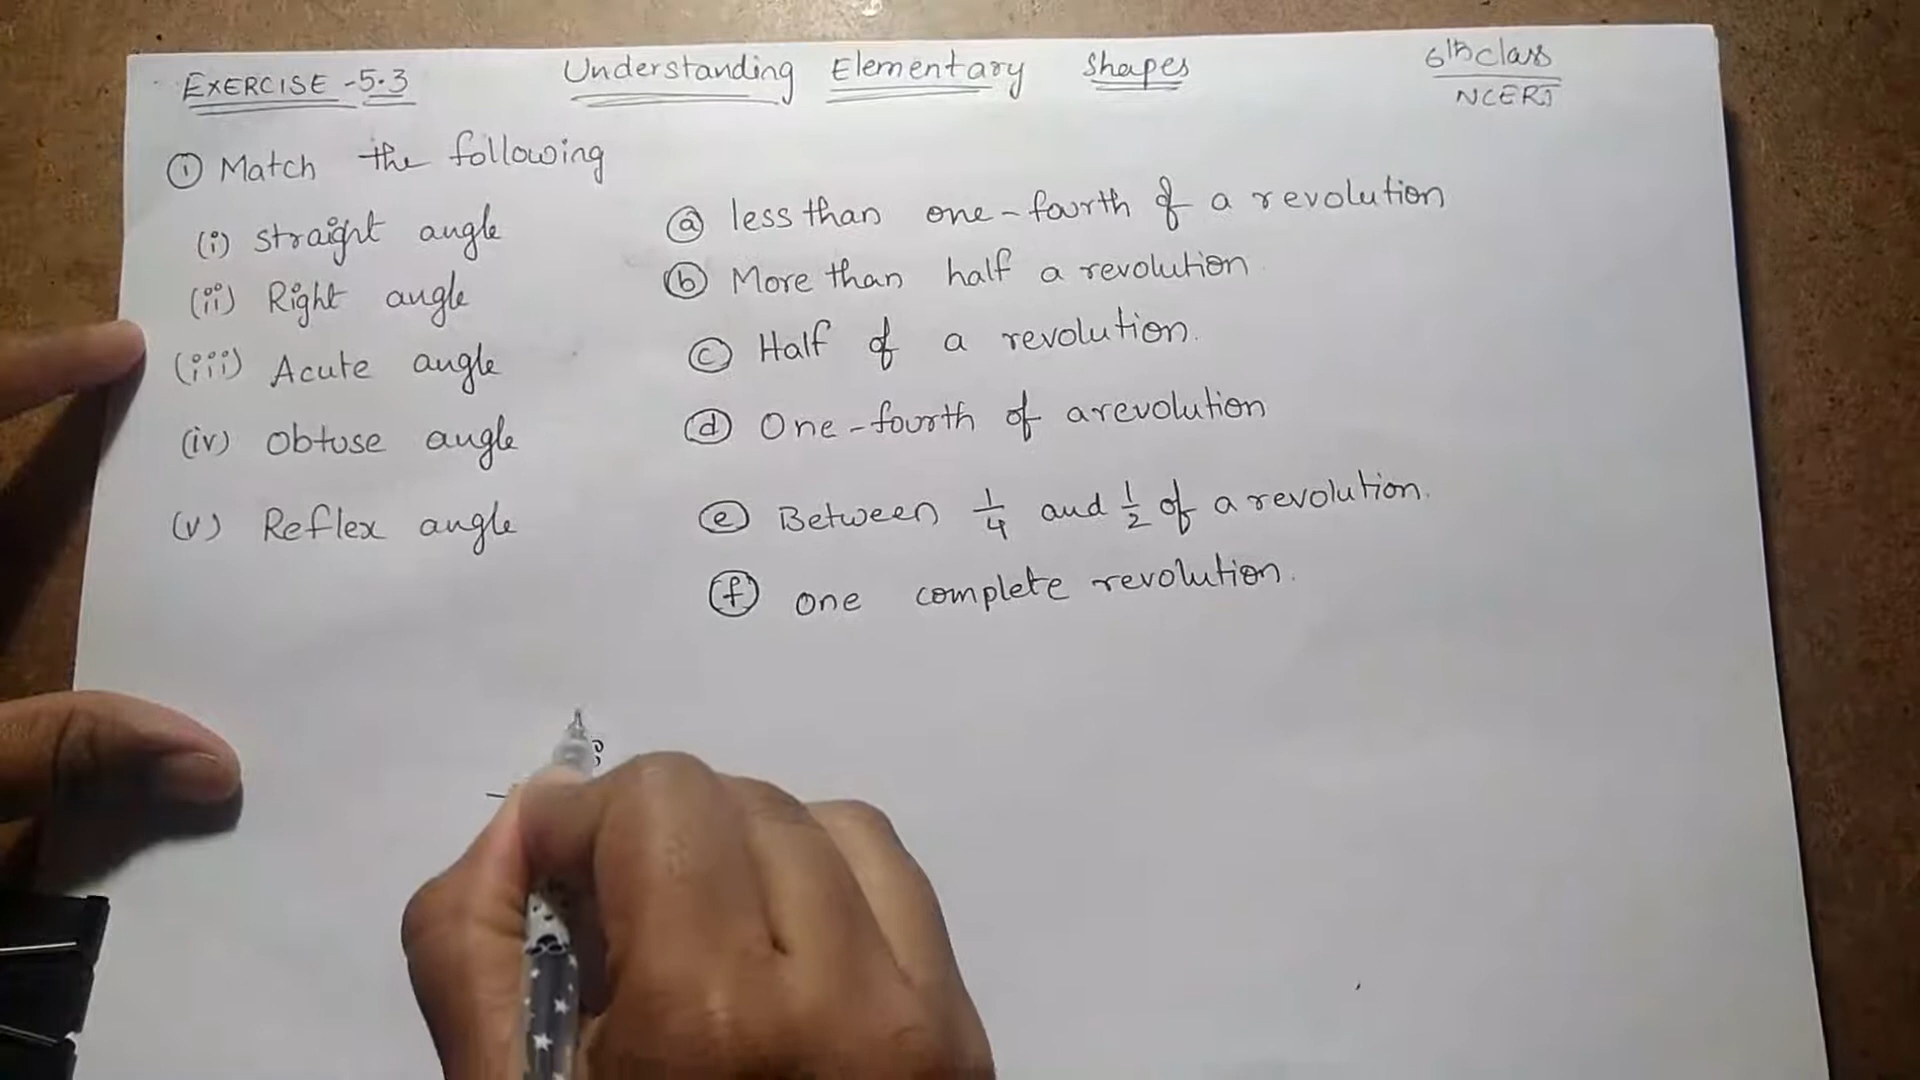 EXERCISE - 5.3
Understanding Elementary Shapes
6th class
NCERT
① Match the following
(i) straight angle
(ii) Right angle
(iii) Acute angle
(iv) obtuse angle
(v) Reflex angle
ⓐ less than one-fourth of a revolution
ⓑ More than half a revolution
ⓒ Half of a revolution.
ⓓ One-fourth of a revolution
ⓔ Between 1/4 and 1/2 of a revolution.
ⓕ one complete revolution.